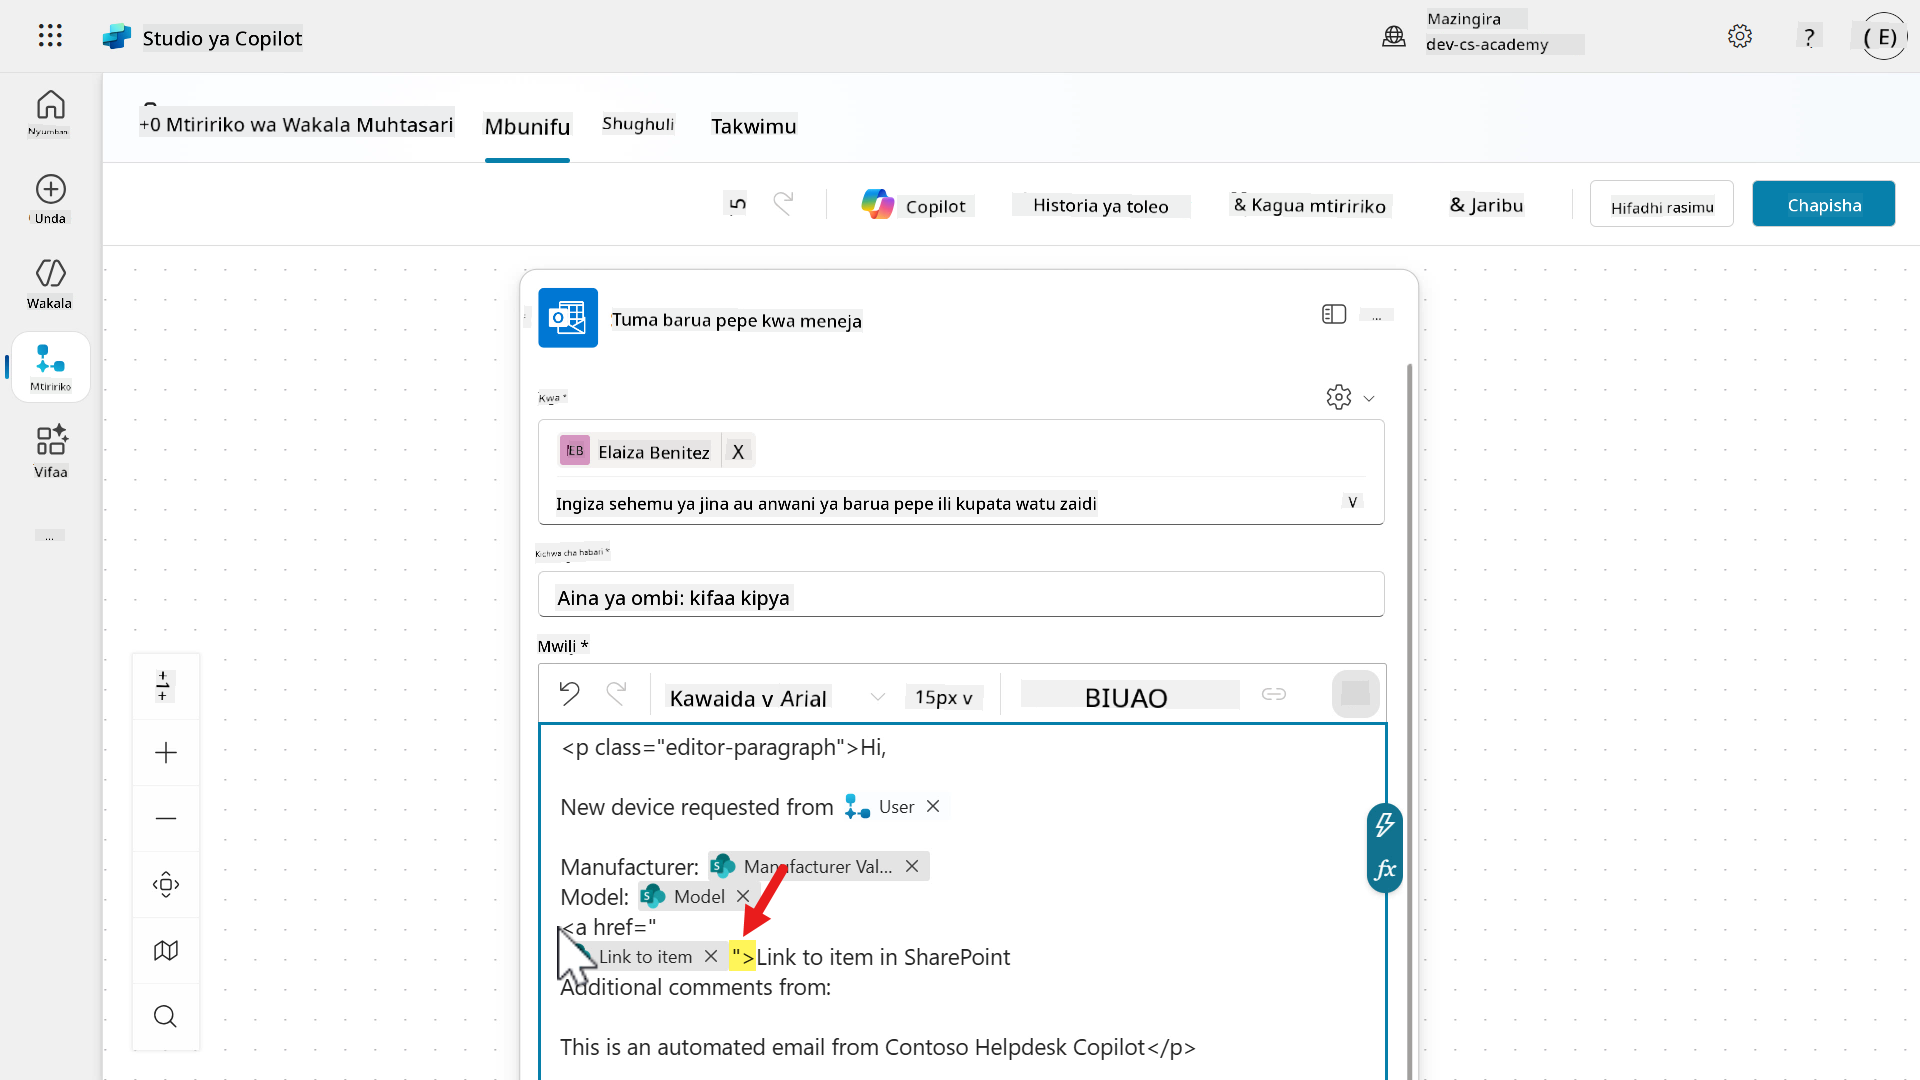 Studio ya Copilot
Mazingira
dev-cs-academy
?
( E)
Nyumbani
Unda
Wakala
Mtiririko
Vifaa
...
+0 Mtiririko wa Wakala Muhtasari
Mbunifu
Shughuli
Takwimu
5
Copilot
Historia ya toleo
& Kagua mtiririko
& Jaribu
Hifadhi rasimu
Chapisha
Tuma barua pepe kwa meneja
...
Kwa *
EB Elaiza Benitez X
Ingiza sehemu ya jina au anwani ya barua pepe ili kupata watu zaidi V
Kichwa cha habari *
Aina ya ombi: kifaa kipya
Mwili *
Kawaida v Arial 15px v BIUAO
<p class="editor-paragraph">Hi,
New device requested from User ×
Manufacturer: Manufacturer Val... ×
Model: Model ×
<a href="
Link to item × ">Link to item in SharePoint
Additional comments from:
This is an automated email from Contoso Helpdesk Copilot</p>
fx